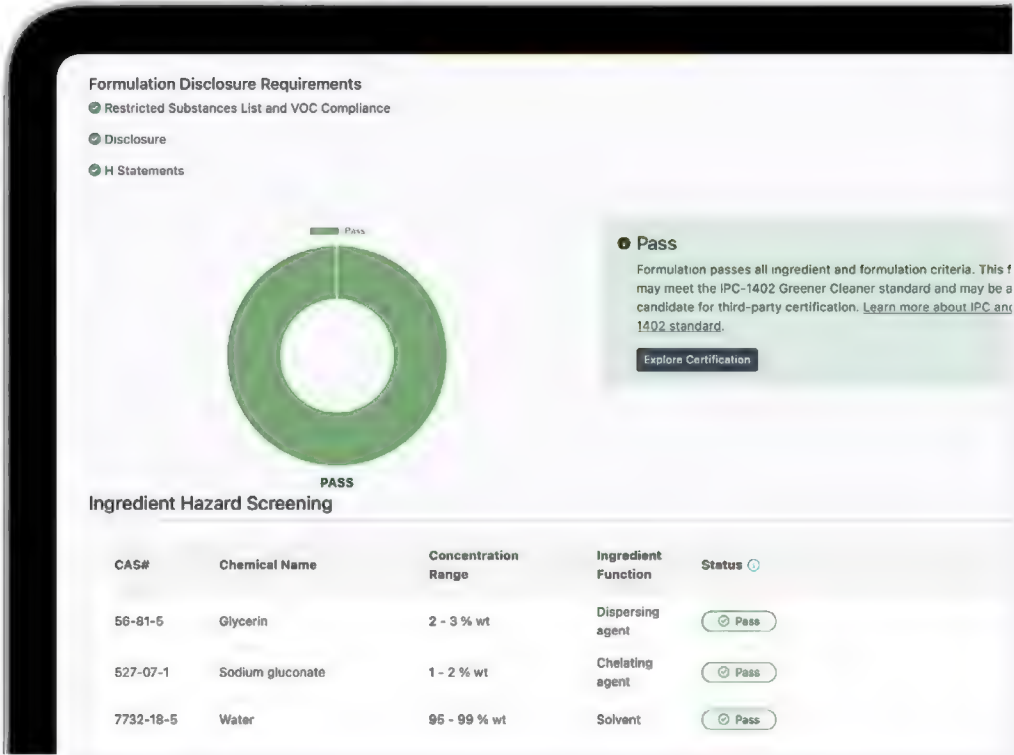 Formulation Disclosure Requirements
Restricted Substances List and VOC Compliance
Disclosure
H Statements
Pass
PASS
Pass
Formulation passes all ingredient and formulation criteria. This f
may meet the IPC-1402 Greener Cleaner standard and may be a
candidate for third-party certification. Learn more about IPC and
1402 standard.
Explore Certification
Ingredient Hazard Screening
CAS# Chemical Name Concentration Range Ingredient Function Status
56-81-5 Glycerin 2 - 3 % wt Dispersing agent Pass
527-07-1 Sodium gluconate 1 - 2 % wt Chelating agent Pass
7732-18-5 Water 95 - 99 % wt Solvent Pass